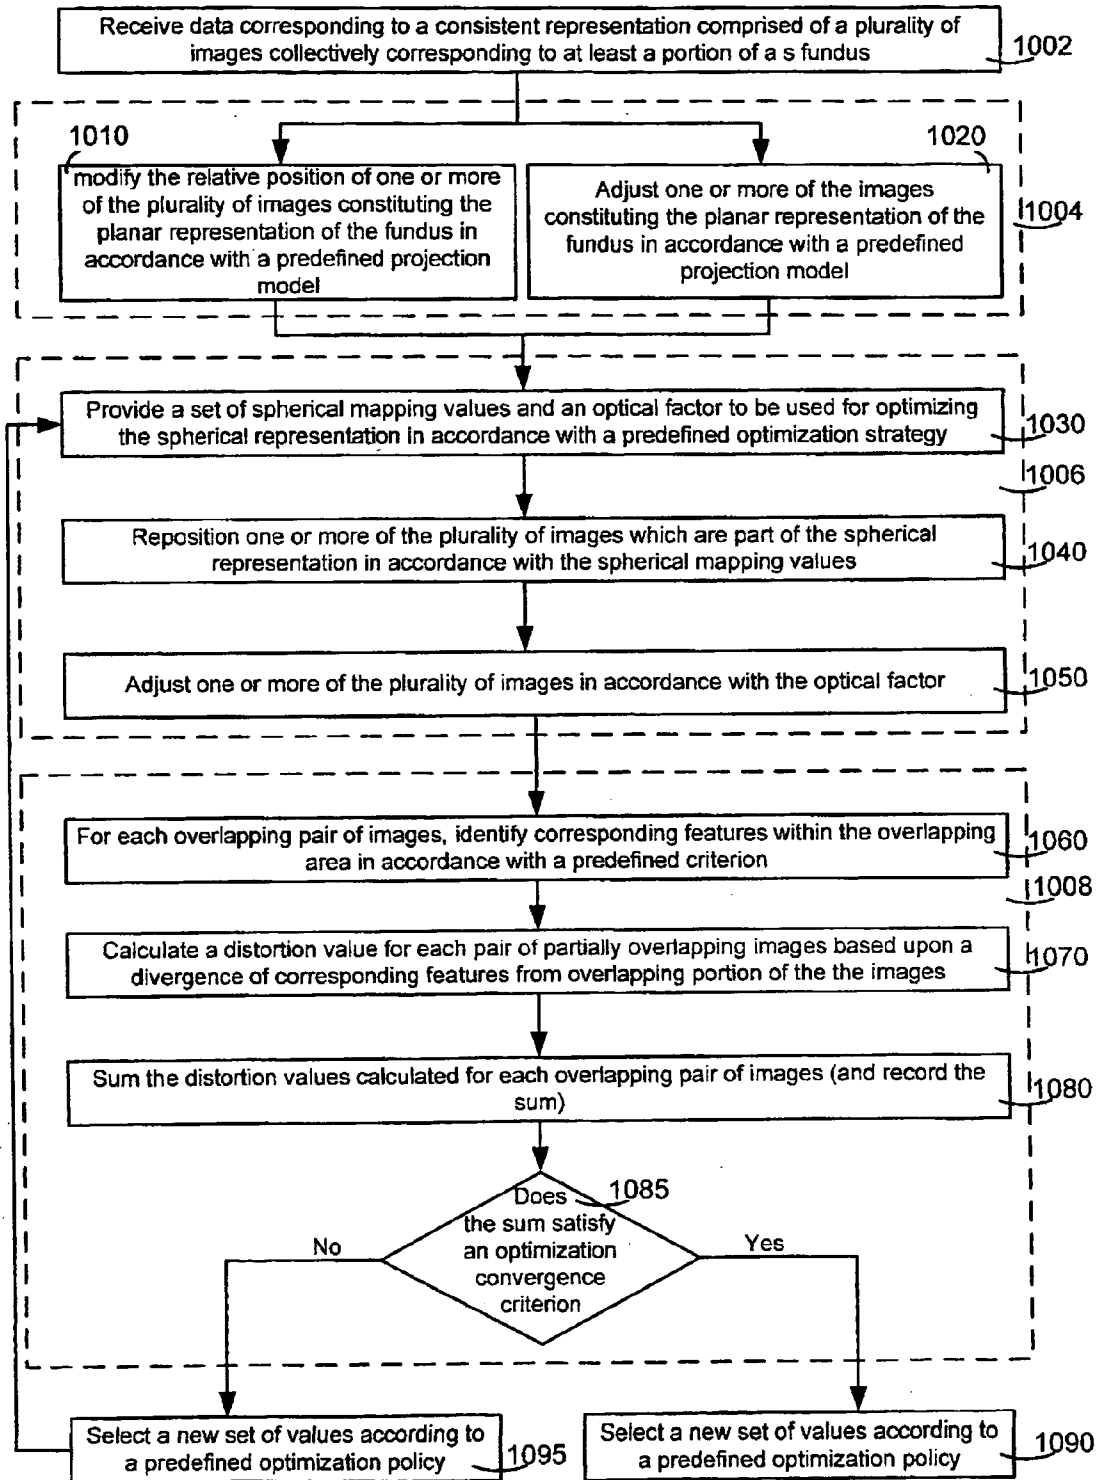 Receive data corresponding to a consistent representation comprised of a plurality of
images collectively corresponding to at least a portion of a s fundus
1002
1010
modify the relative position of one or more
of the plurality of images constituting the
planar representation of the fundus in
accordance with a predefined projection
model
1020
Adjust one or more of the images
constituting the planar representation of the
fundus in accordance with a predefined
projection model
1004
Provide a set of spherical mapping values and an optical factor to be used for optimizing
the spherical representation in accordance with a predefined optimization strategy
1030
1006
Reposition one or more of the plurality of images which are part of the spherical
representation in accordance with the spherical mapping values
1040
Adjust one or more of the plurality of images in accordance with the optical factor
1050
For each overlapping pair of images, identify corresponding features within the overlapping
area in accordance with a predefined criterion
1060
1008
Calculate a distortion value for each pair of partially overlapping images based upon a
divergence of corresponding features from overlapping portion of the the images
1070
Sum the distortion values calculated for each overlapping pair of images (and record the
sum)
1080
1085
Does
the sum satisfy
an optimization
convergence
criterion
No
Yes
Select a new set of values according to
a predefined optimization policy
1095
Select a new set of values according to
a predefined optimization policy
1090